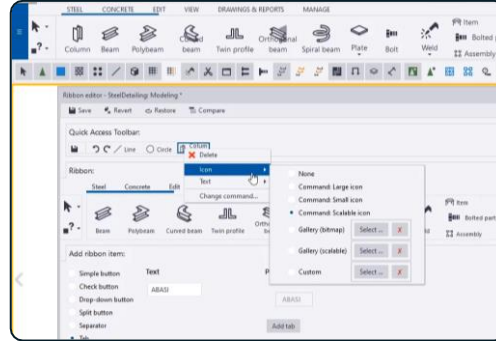 STEEL CONCRETE EDIT VIEW DRAWINGS & REPORTS MANAGE
Column Beam Polybeam Curved beam Twin profile Orthogonal beam Spiral beam Plate Bolt Weld
Item
Bolted p
Assembly
Ribbon editor - SteelDetailing: Modeling *
Save Revert Restore Compare
Quick Access Toolbar:
Line Circle Column
Delete
Icon
Text
Change command...
None
Command: Large icon
Command: Small icon
Command: Scalable icon
Gallery (bitmap) Select ... X
Gallery (scalable) Select ... X
Custom Select ... X
Ribbon:
Steel Concrete Edit
Beam Polybeam Curved beam Twin profile
Item
Bolted part
Assembly
Add ribbon item:
Simple button
Check button
Drop-down button
Split button
Separator
Tab
Text
ABASI
ABASI
Add tab